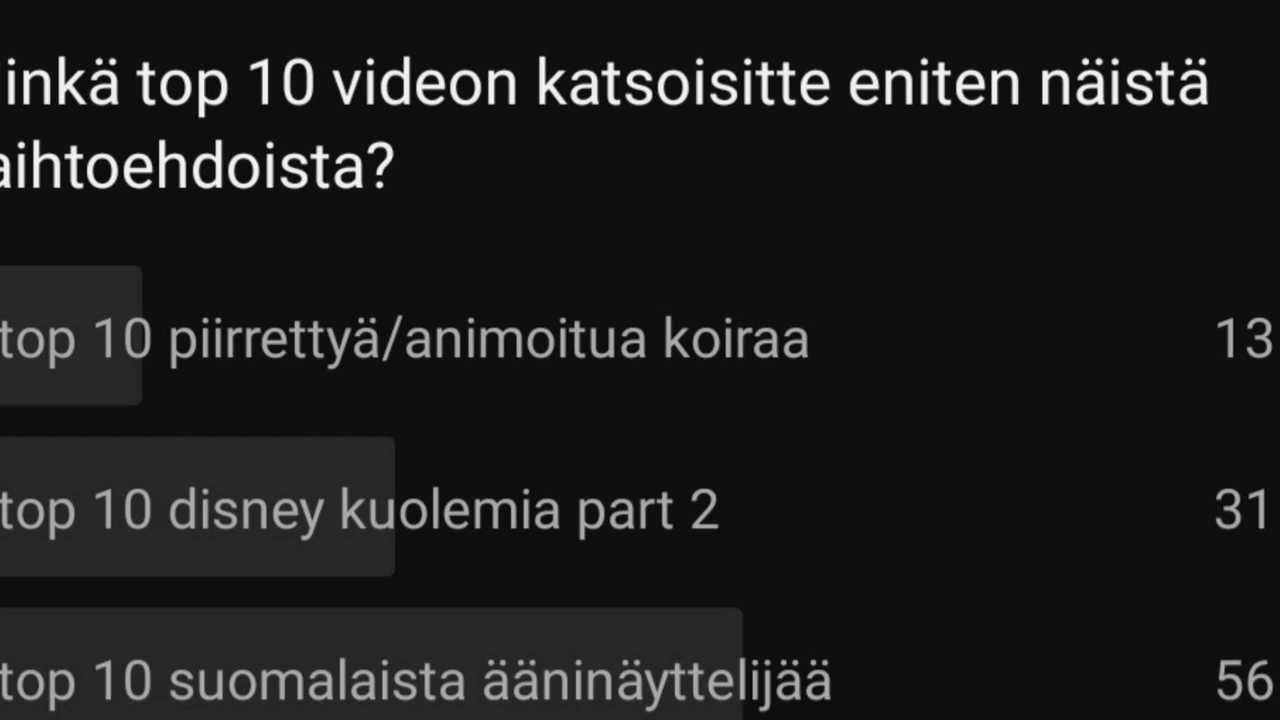 inkä top 10 videon katsoisitte eniten näistä
aihtoehdoista?
top 10 piirrettyä/animoitua koiraa 13
top 10 disney kuolemia part 2 31
top 10 suomalaista ääninäyttelijää 56